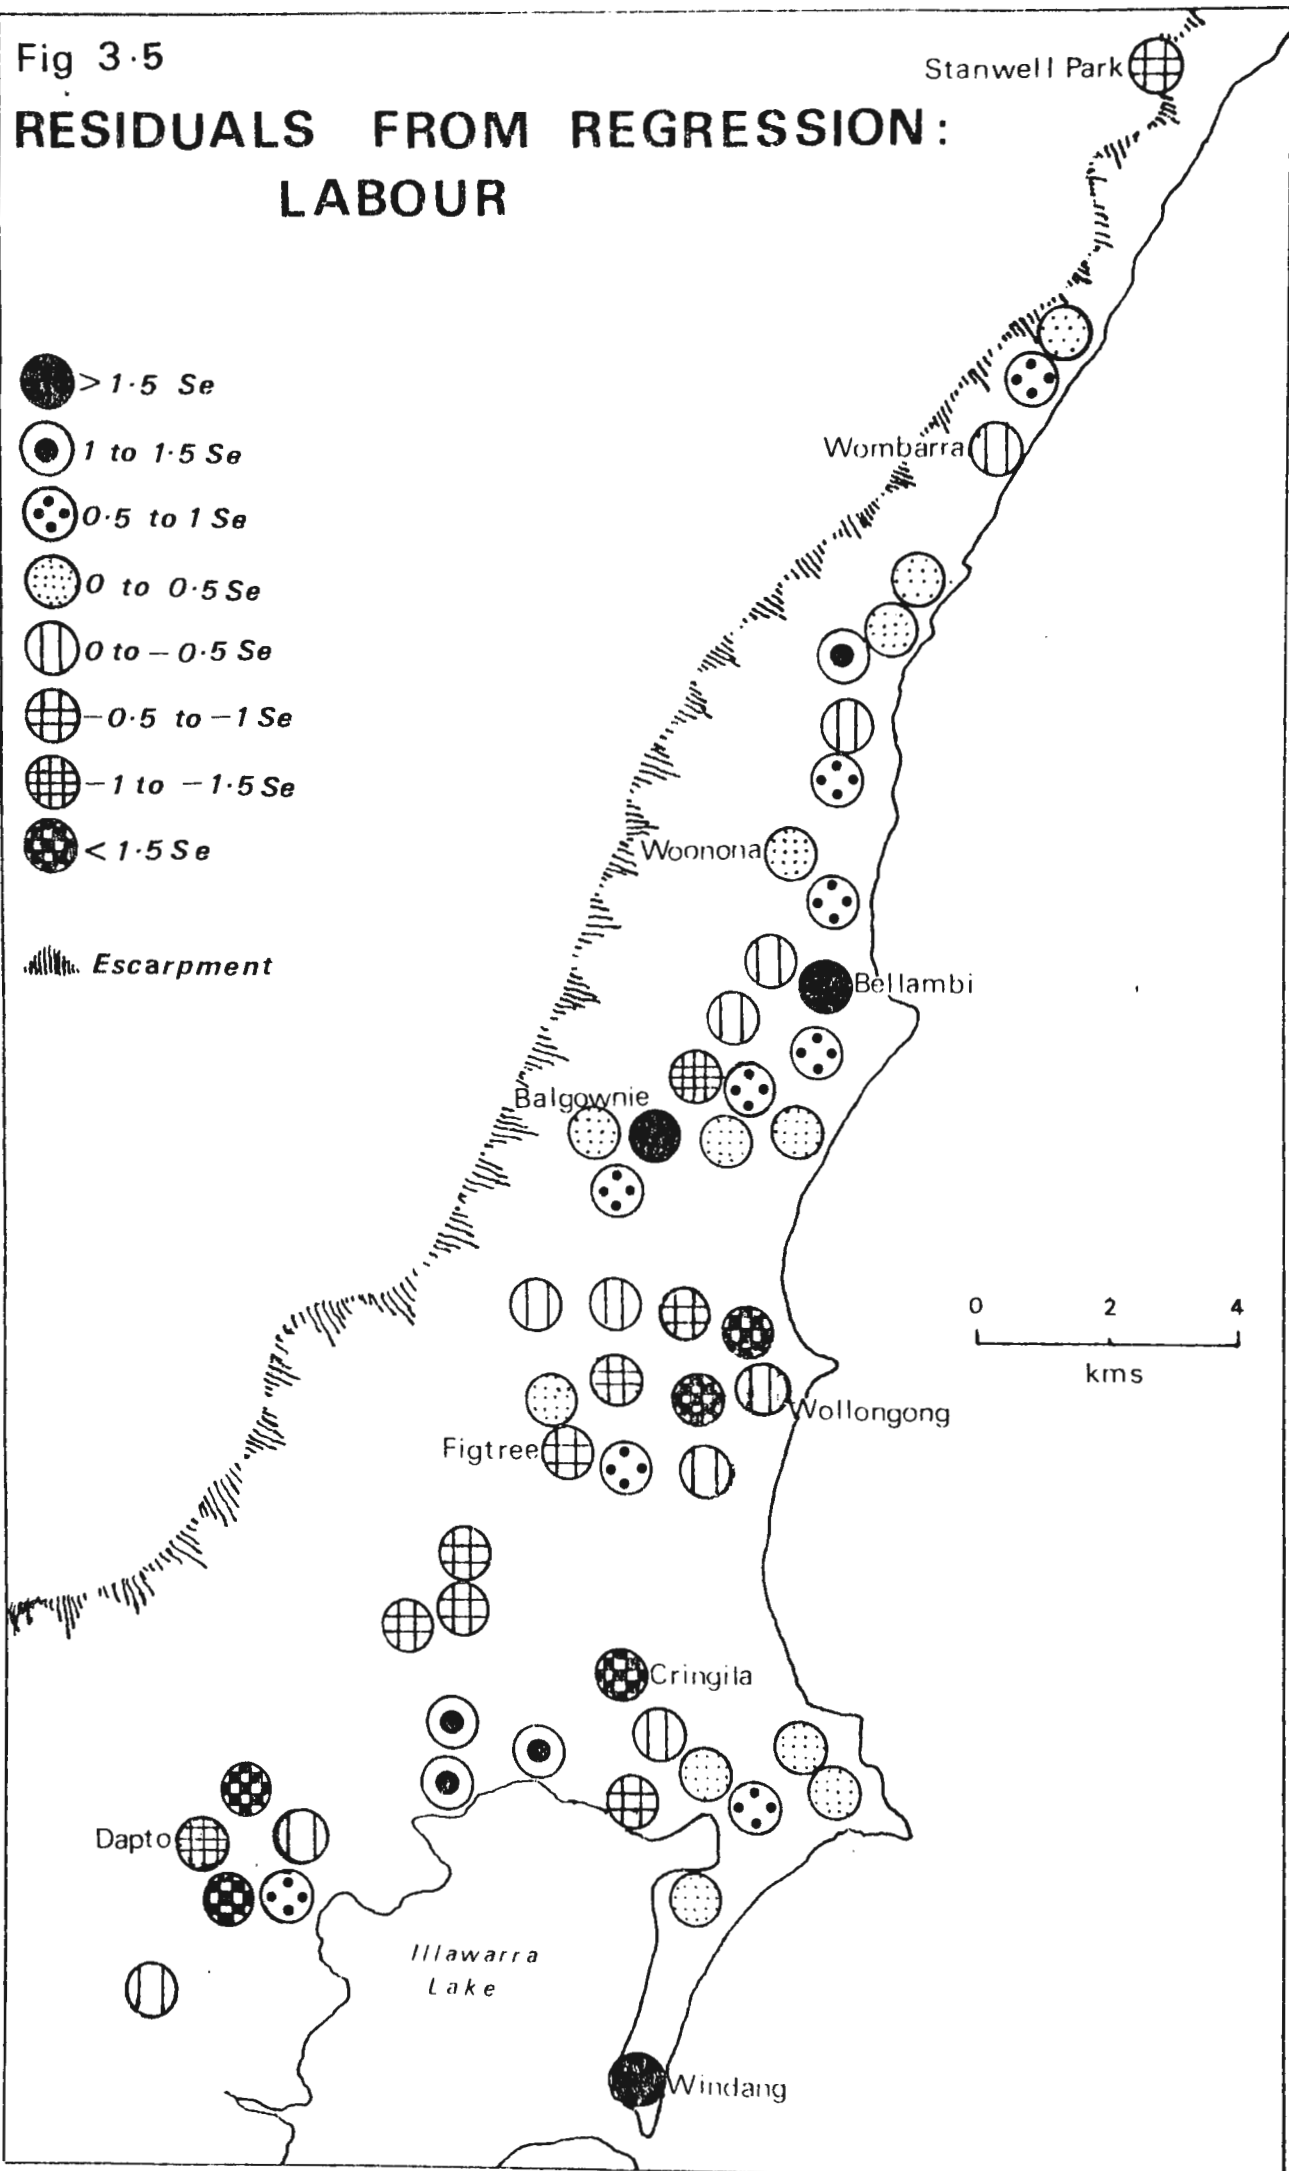 Fig 3.5
RESIDUALS FROM REGRESSION:
LABOUR
Stanwell Park
> 1.5 Se
1 to 1.5 Se
0.5 to 1 Se
0 to 0.5 Se
0 to -0.5 Se
-0.5 to -1 Se
-1 to -1.5 Se
< 1.5 Se
Escarpment
Wombarra
Woonona
Bellambi
Balgownie
0 2 4
kms
Wollongong
Figtree
Cringila
Dapto
Illawarra
Lake
Windang